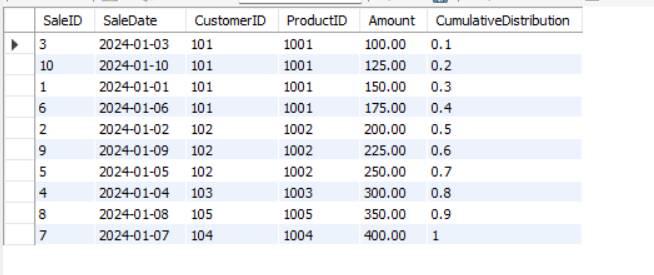 SaleID SaleDate CustomerID ProductID Amount CumulativeDistribution
3 2024-01-03 101 1001 100.00 0.1
10 2024-01-10 101 1001 125.00 0.2
1 2024-01-01 101 1001 150.00 0.3
6 2024-01-06 101 1001 175.00 0.4
2 2024-01-02 102 1002 200.00 0.5
9 2024-01-09 102 1002 225.00 0.6
5 2024-01-05 102 1002 250.00 0.7
4 2024-01-04 103 1003 300.00 0.8
8 2024-01-08 105 1005 350.00 0.9
7 2024-01-07 104 1004 400.00 1